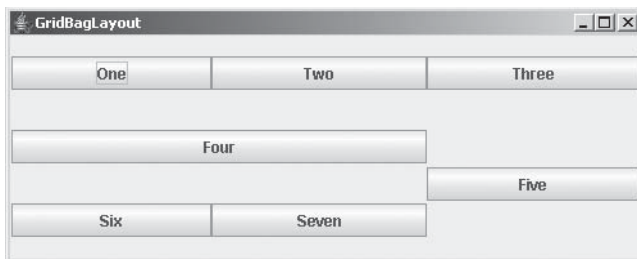 GridBagLayout
One Two Three
Four
Five
Six Seven